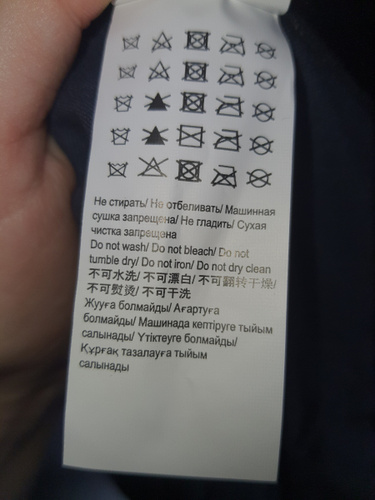 Не стирать/ Не отбеливать/ Машинная
сушка запрещена/ Не гладить/ Сухая
чистка запрещена
Do not wash/ Do not bleach/ Do not
tumble dry/ Do not iron/ Do not dry clean
不可水洗/ 不可漂白/ 不可翻转干燥/
不可熨烫/ 不可干洗
Жууға болмайды/ Ағартуға
болмайды/ Машинада кептіруге тыйым
салынады/ Үтіктеуге болмайды/
Құрғақ тазалауға тыйым
салынады